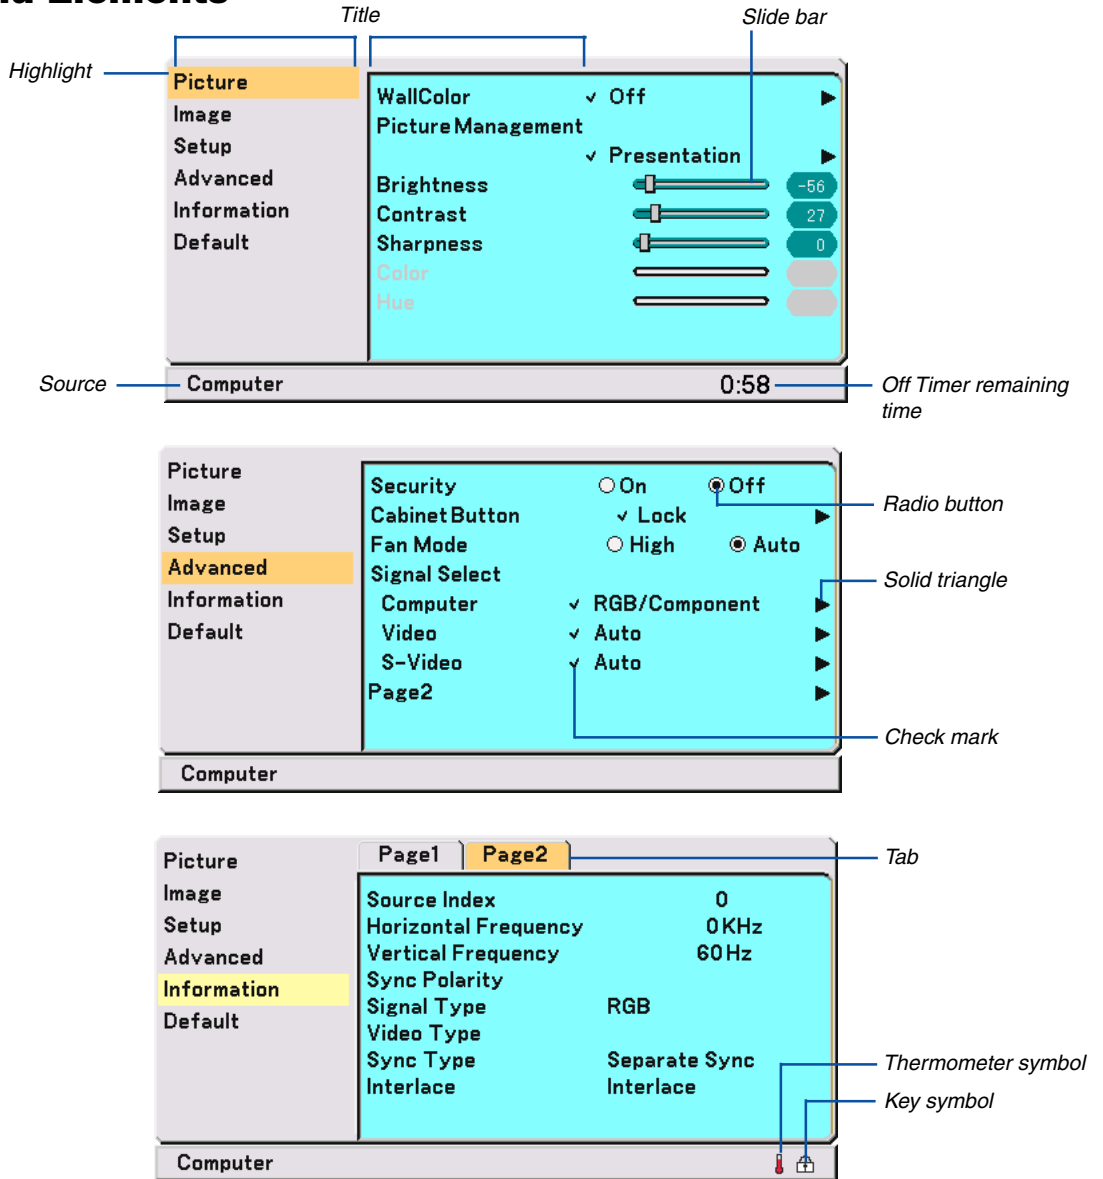 Elements
Title
Slide bar
Highlight
Picture
Image
Setup
Advanced
Information
Default
WallColor ✓ Off ▶
Picture Management
✓ Presentation ▶
Brightness -56
Contrast 27
Sharpness 0
Color
Hue
Source
Computer 0:58
Off Timer remaining
time
Picture
Image
Setup
Advanced
Information
Default
Security ○ On ◉ Off
Cabinet Button ✓ Lock ▶
Fan Mode ○ High ◉ Auto
Signal Select
Computer ✓ RGB/Component ▶
Video ✓ Auto ▶
S-Video ✓ Auto ▶
Page2 ▶
Radio button
Solid triangle
Check mark
Computer
Page1 Page2
Tab
Picture
Image
Setup
Advanced
Information
Default
Source Index 0
Horizontal Frequency 0KHz
Vertical Frequency 60Hz
Sync Polarity
Signal Type RGB
Video Type
Sync Type Separate Sync
Interlace Interlace
Thermometer symbol
Key symbol
Computer